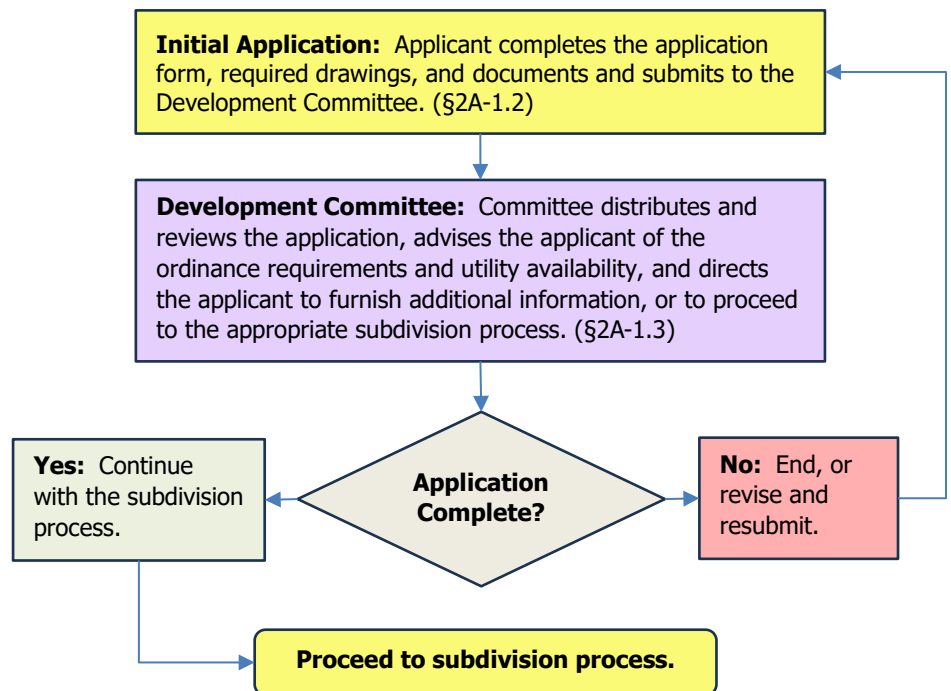 Initial Application: Applicant completes the application
form, required drawings, and documents and submits to the
Development Committee. (§2A-1.2)
Development Committee: Committee distributes and
reviews the application, advises the applicant of the
ordinance requirements and utility availability, and directs
the applicant to furnish additional information, or to proceed
to the appropriate subdivision process. (§2A-1.3)
Application
Complete?
Yes: Continue
with the subdivision
process.
No: End, or
revise and
resubmit.
Proceed to subdivision process.